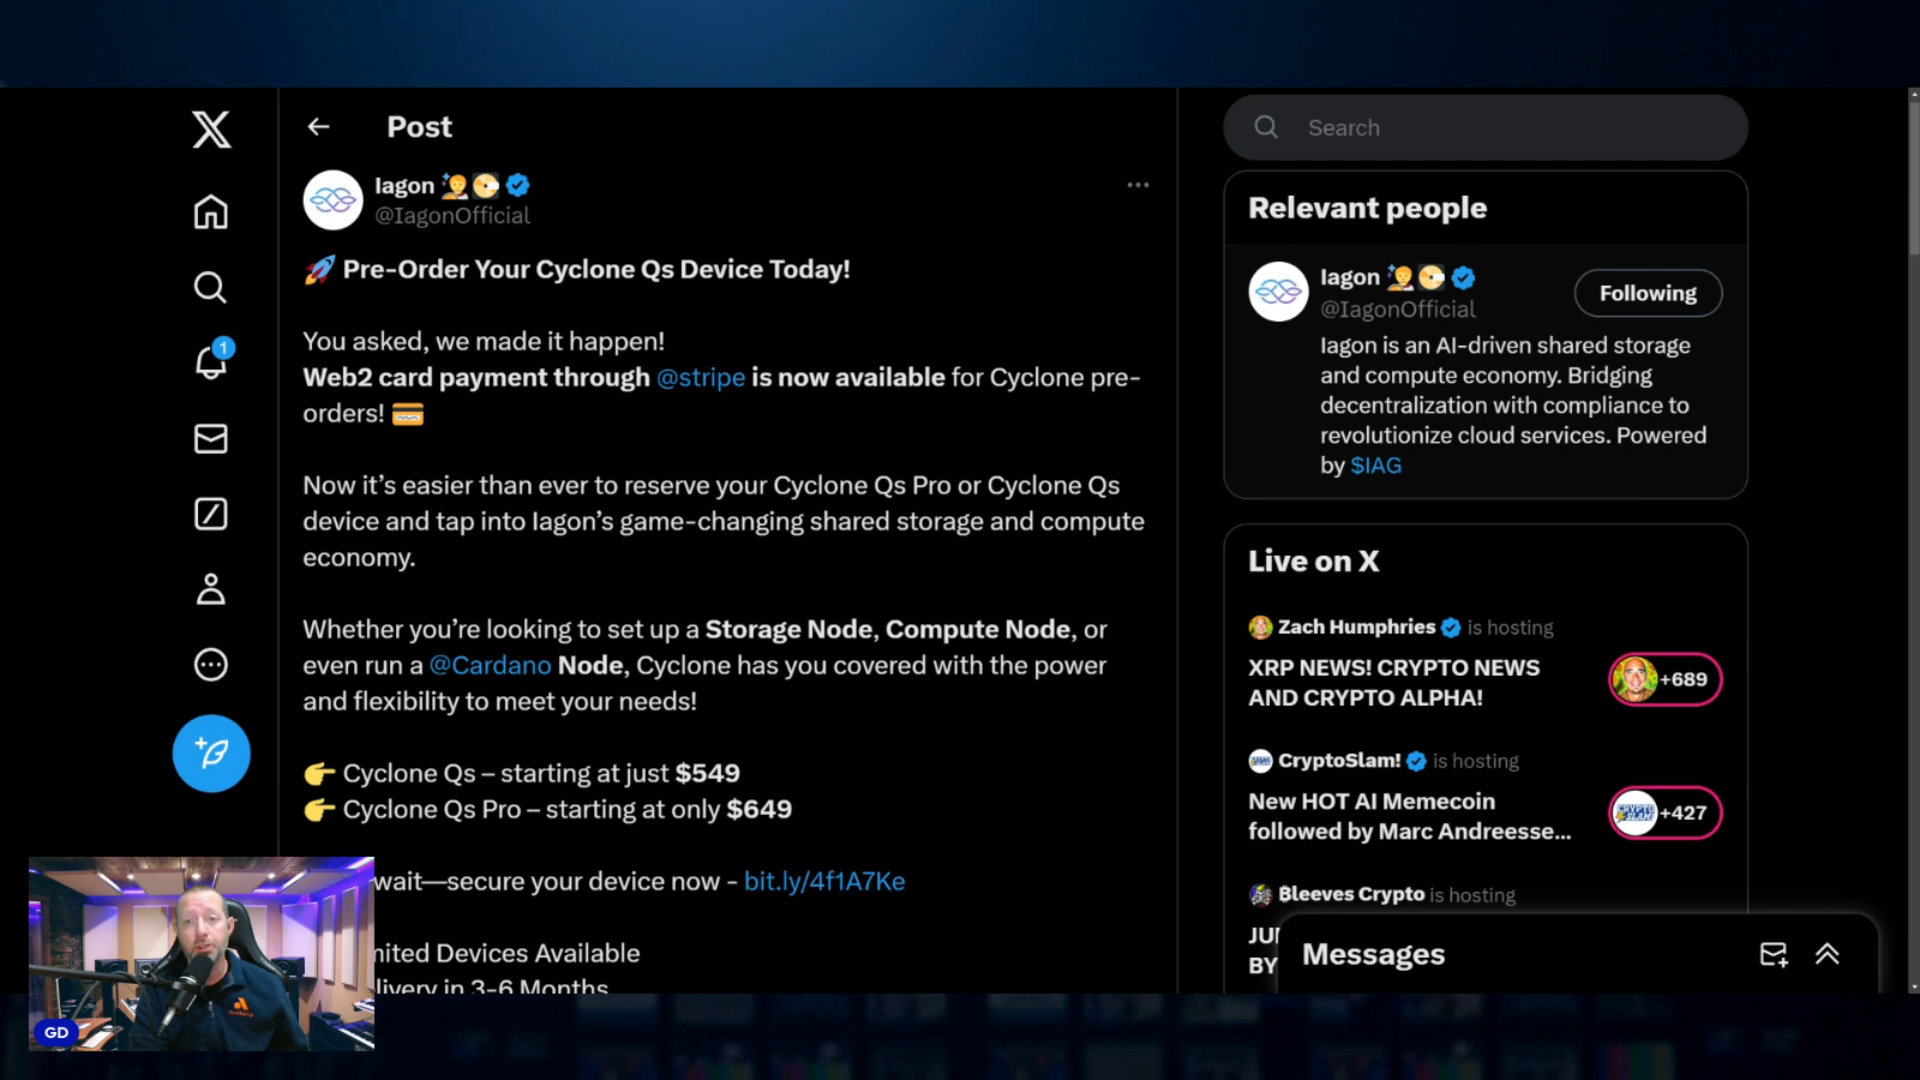 Post
Search
Iagon
@IagonOfficial
Pre-Order Your Cyclone Qs Device Today!
You asked, we made it happen!
Web2 card payment through @stripe is now available for Cyclone pre-
orders!
Now it’s easier than ever to reserve your Cyclone Qs Pro or Cyclone Qs
device and tap into Iagon’s game-changing shared storage and compute
economy.
Whether you’re looking to set up a Storage Node, Compute Node, or
even run a @Cardano Node, Cyclone has you covered with the power
and flexibility to meet your needs!
Cyclone Qs – starting at just $549
Cyclone Qs Pro – starting at only $649
wait—secure your device now - bit.ly/4f1A7Ke
Devices Available
in 3-6 Months
1
GD
Relevant people
Iagon
@IagonOfficial
Following
Iagon is an AI-driven shared storage
and compute economy. Bridging
decentralization with compliance to
revolutionize cloud services. Powered
by $IAG
Live on X
Zach Humphries is hosting
XRP NEWS! CRYPTO NEWS
AND CRYPTO ALPHA!
+689
CryptoSlam! is hosting
New HOT AI Memecoin
followed by Marc Andreesse...
+427
₿leeves Crypto is hosting
BY
Messages